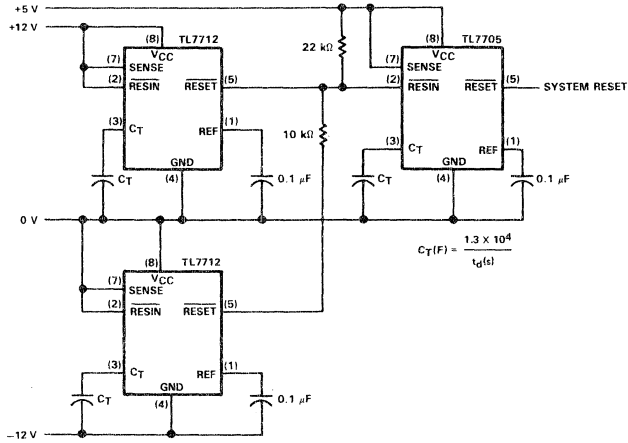 +5 V
+12 V
(8) TL7712
VCC
(7) SENSE
(2) RESIN RESET (5)
(3) CT REF (1)
GND
(4)
CT 0.1 μF
22 kΩ
10 kΩ
(8) TL7705
VCC
(7) SENSE
(2) RESIN RESET (5) SYSTEM RESET
(3) CT REF (1)
GND
(4)
CT 0.1 μF
0 V
CT(F) = 1.3 × 10⁴
td(s)
TL7712
(8)
VCC
(7) SENSE
(2) RESIN RESET (5)
(3) CT REF (1)
GND
(4)
CT 0.1 μF
−12 V